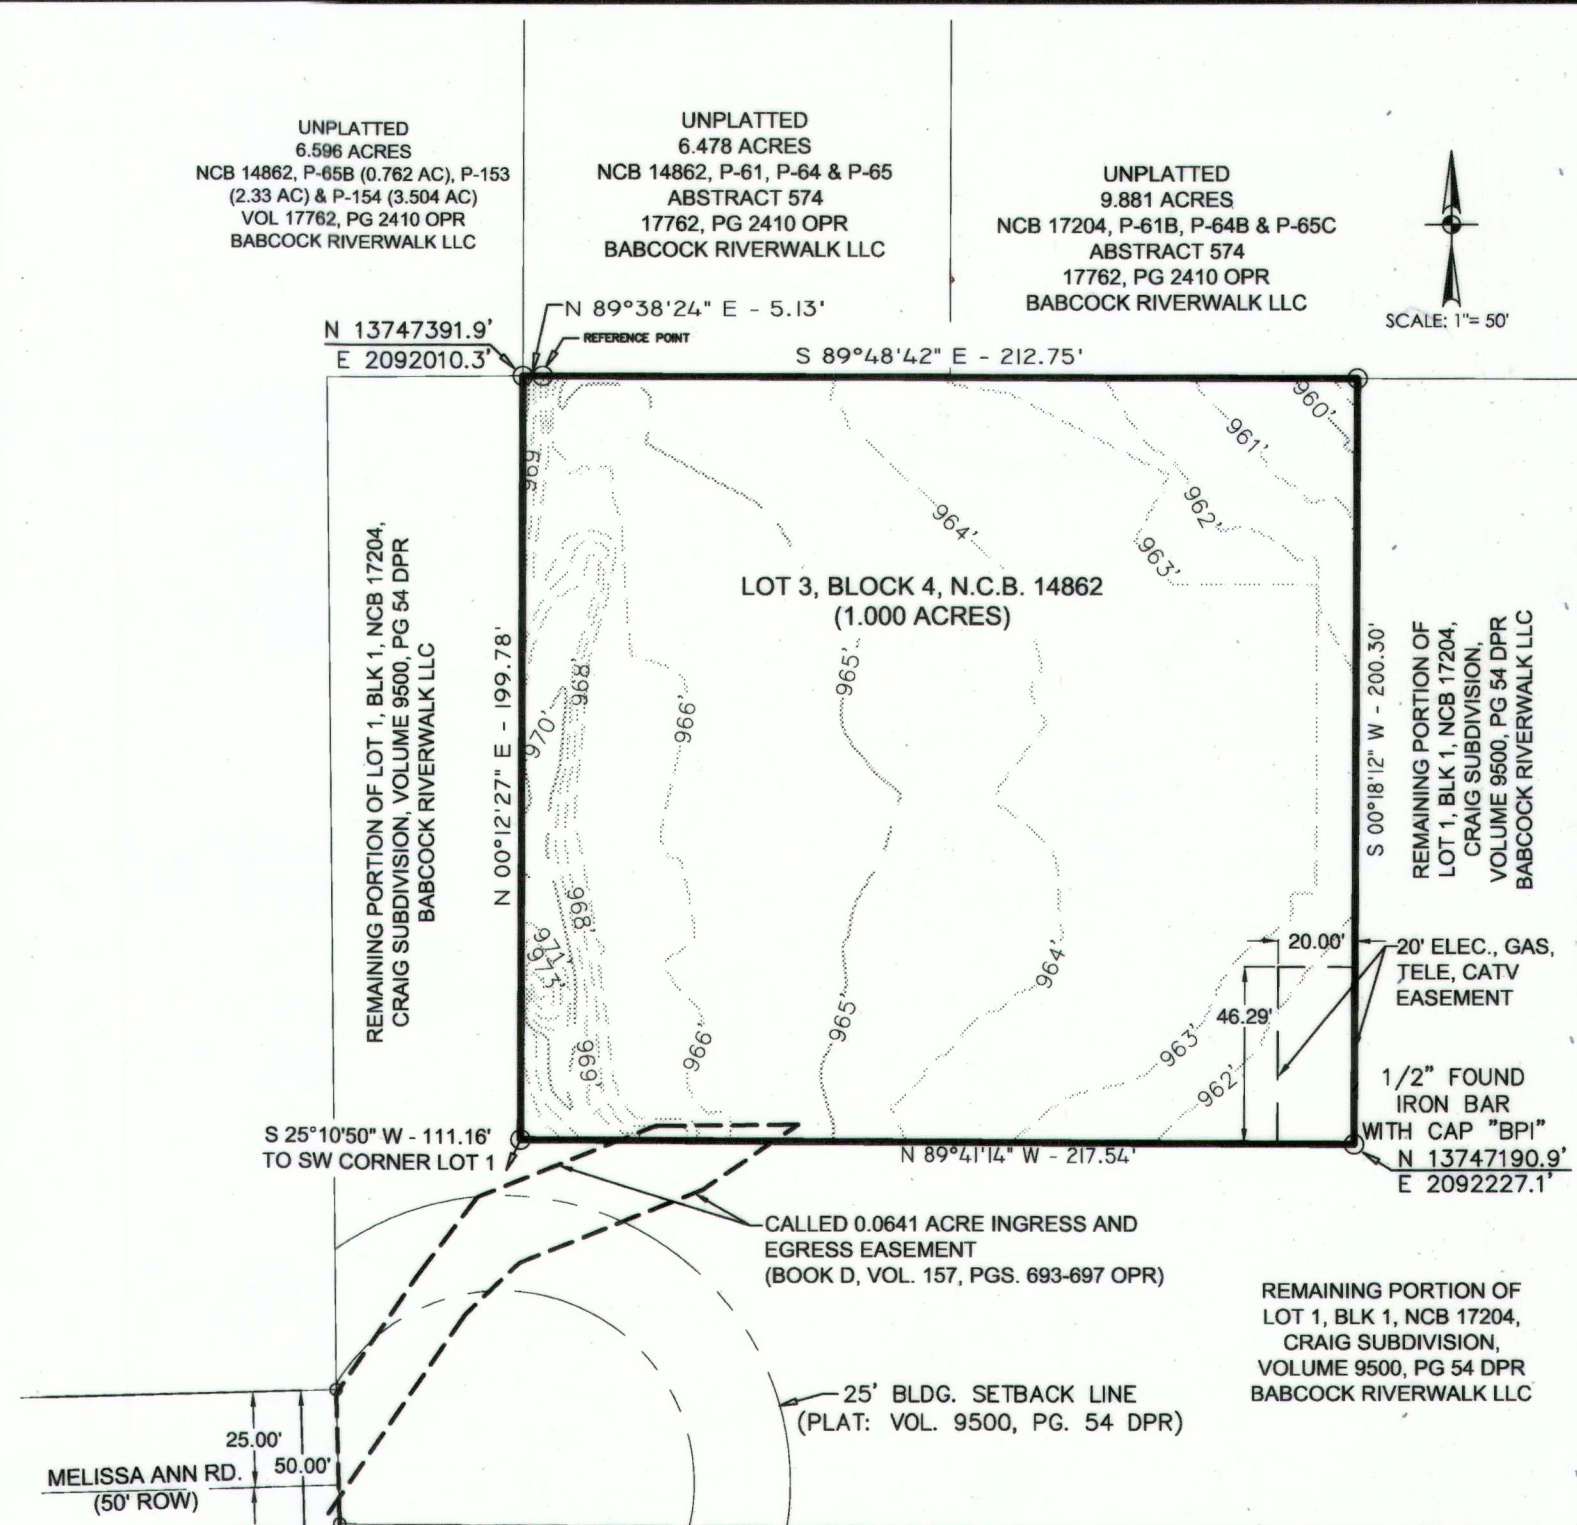 UNPLATTED
6.596 ACRES
NCB 14862, P-65B (0.762 AC), P-153
(2.33 AC) & P-154 (3.504 AC)
VOL 17762, PG 2410 OPR
BABCOCK RIVERWALK LLC
UNPLATTED
6.478 ACRES
NCB 14862, P-61, P-64 & P-65
ABSTRACT 574
17762, PG 2410 OPR
BABCOCK RIVERWALK LLC
UNPLATTED
9.881 ACRES
NCB 17204, P-61B, P-64B & P-65C
ABSTRACT 574
17762, PG 2410 OPR
BABCOCK RIVERWALK LLC
SCALE: 1"= 50'
N 89°38'24" E - 5.13'
REFERENCE POINT
N 13747391.9'
E 2092010.3'
S 89°48'42" E - 212.75'
960'
961'
962'
963'
964'
969
LOT 3, BLOCK 4, N.C.B. 14862
(1.000 ACRES)
REMAINING PORTION OF LOT 1, BLK 1, NCB 17204,
CRAIG SUBDIVISION, VOLUME 9500, PG 54 DPR
BABCOCK RIVERWALK LLC
N 00°12'27" E - 199.78'
968'
970'
966'
965'
S 00°18'12" W - 200.30'
REMAINING PORTION OF
LOT 1, BLK 1, NCB 17204,
CRAIG SUBDIVISION,
VOLUME 9500, PG 54 DPR
BABCOCK RIVERWALK LLC
968'
971'
973'
969'
966'
965'
964'
963'
962'
20.00'
46.29'
20' ELEC., GAS,
TELE, CATV
EASEMENT
1/2" FOUND
IRON BAR
WITH CAP "BPI"
N 13747190.9'
E 2092227.1'
S 25°10'50" W - 111.16'
TO SW CORNER LOT 1
N 89°41'14" W - 217.54'
CALLED 0.0641 ACRE INGRESS AND
EGRESS EASEMENT
(BOOK D, VOL. 157, PGS. 693-697 OPR)
REMAINING PORTION OF
LOT 1, BLK 1, NCB 17204,
CRAIG SUBDIVISION,
VOLUME 9500, PG 54 DPR
BABCOCK RIVERWALK LLC
25' BLDG. SETBACK LINE
(PLAT: VOL. 9500, PG. 54 DPR)
25.00'
50.00'
MELISSA ANN RD.
(50' ROW)